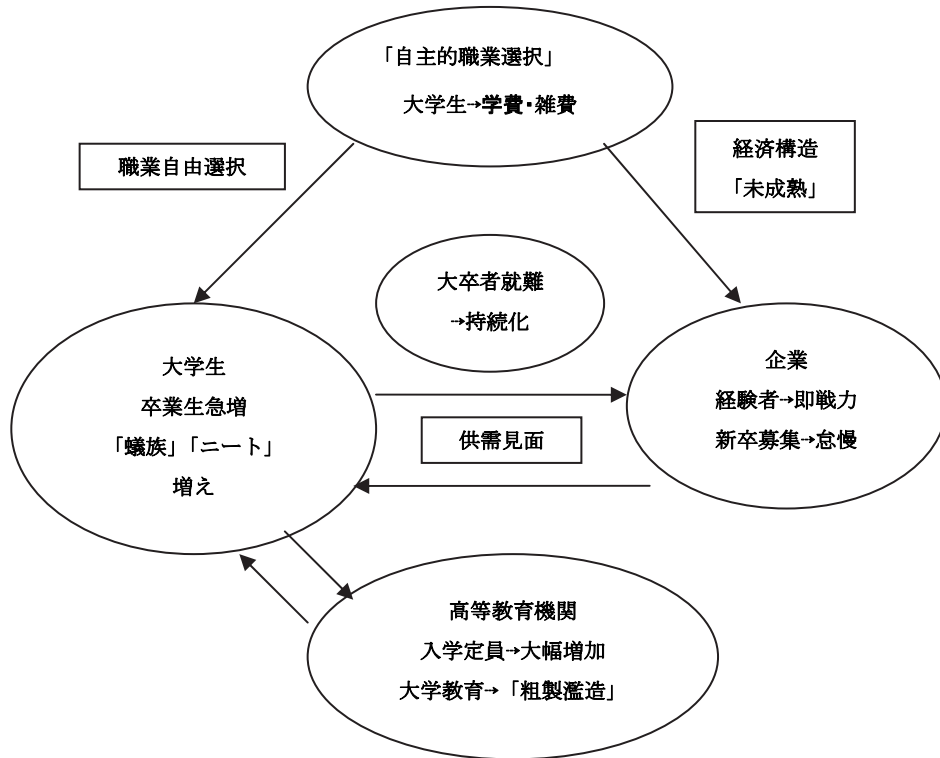 「自主的職業選択」
大学生→学費・雑費
職業自由選択
経済構造
「未成熟」
大卒者就難
→持続化
大学生
卒業生急増
「蟻族」「ニート」
増え
企業
経験者→即戦力
新卒募集→怠慢
供需見面
高等教育機関
入学定員→大幅増加
大学教育→「粗製濫造」